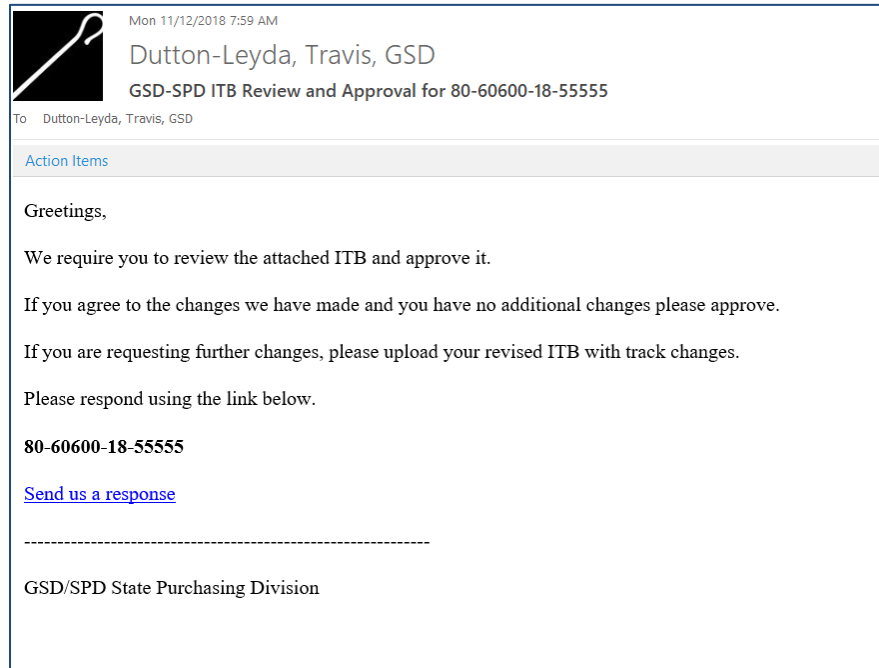 Mon 11/12/2018 7:59 AM
Dutton-Leyda, Travis, GSD
GSD-SPD ITB Review and Approval for 80-60600-18-55555
To Dutton-Leyda, Travis, GSD
Action Items
Greetings,
We require you to review the attached ITB and approve it.
If you agree to the changes we have made and you have no additional changes please approve.
If you are requesting further changes, please upload your revised ITB with track changes.
Please respond using the link below.
80-60600-18-55555
Send us a response
-------------------------------------------------------------
GSD/SPD State Purchasing Division